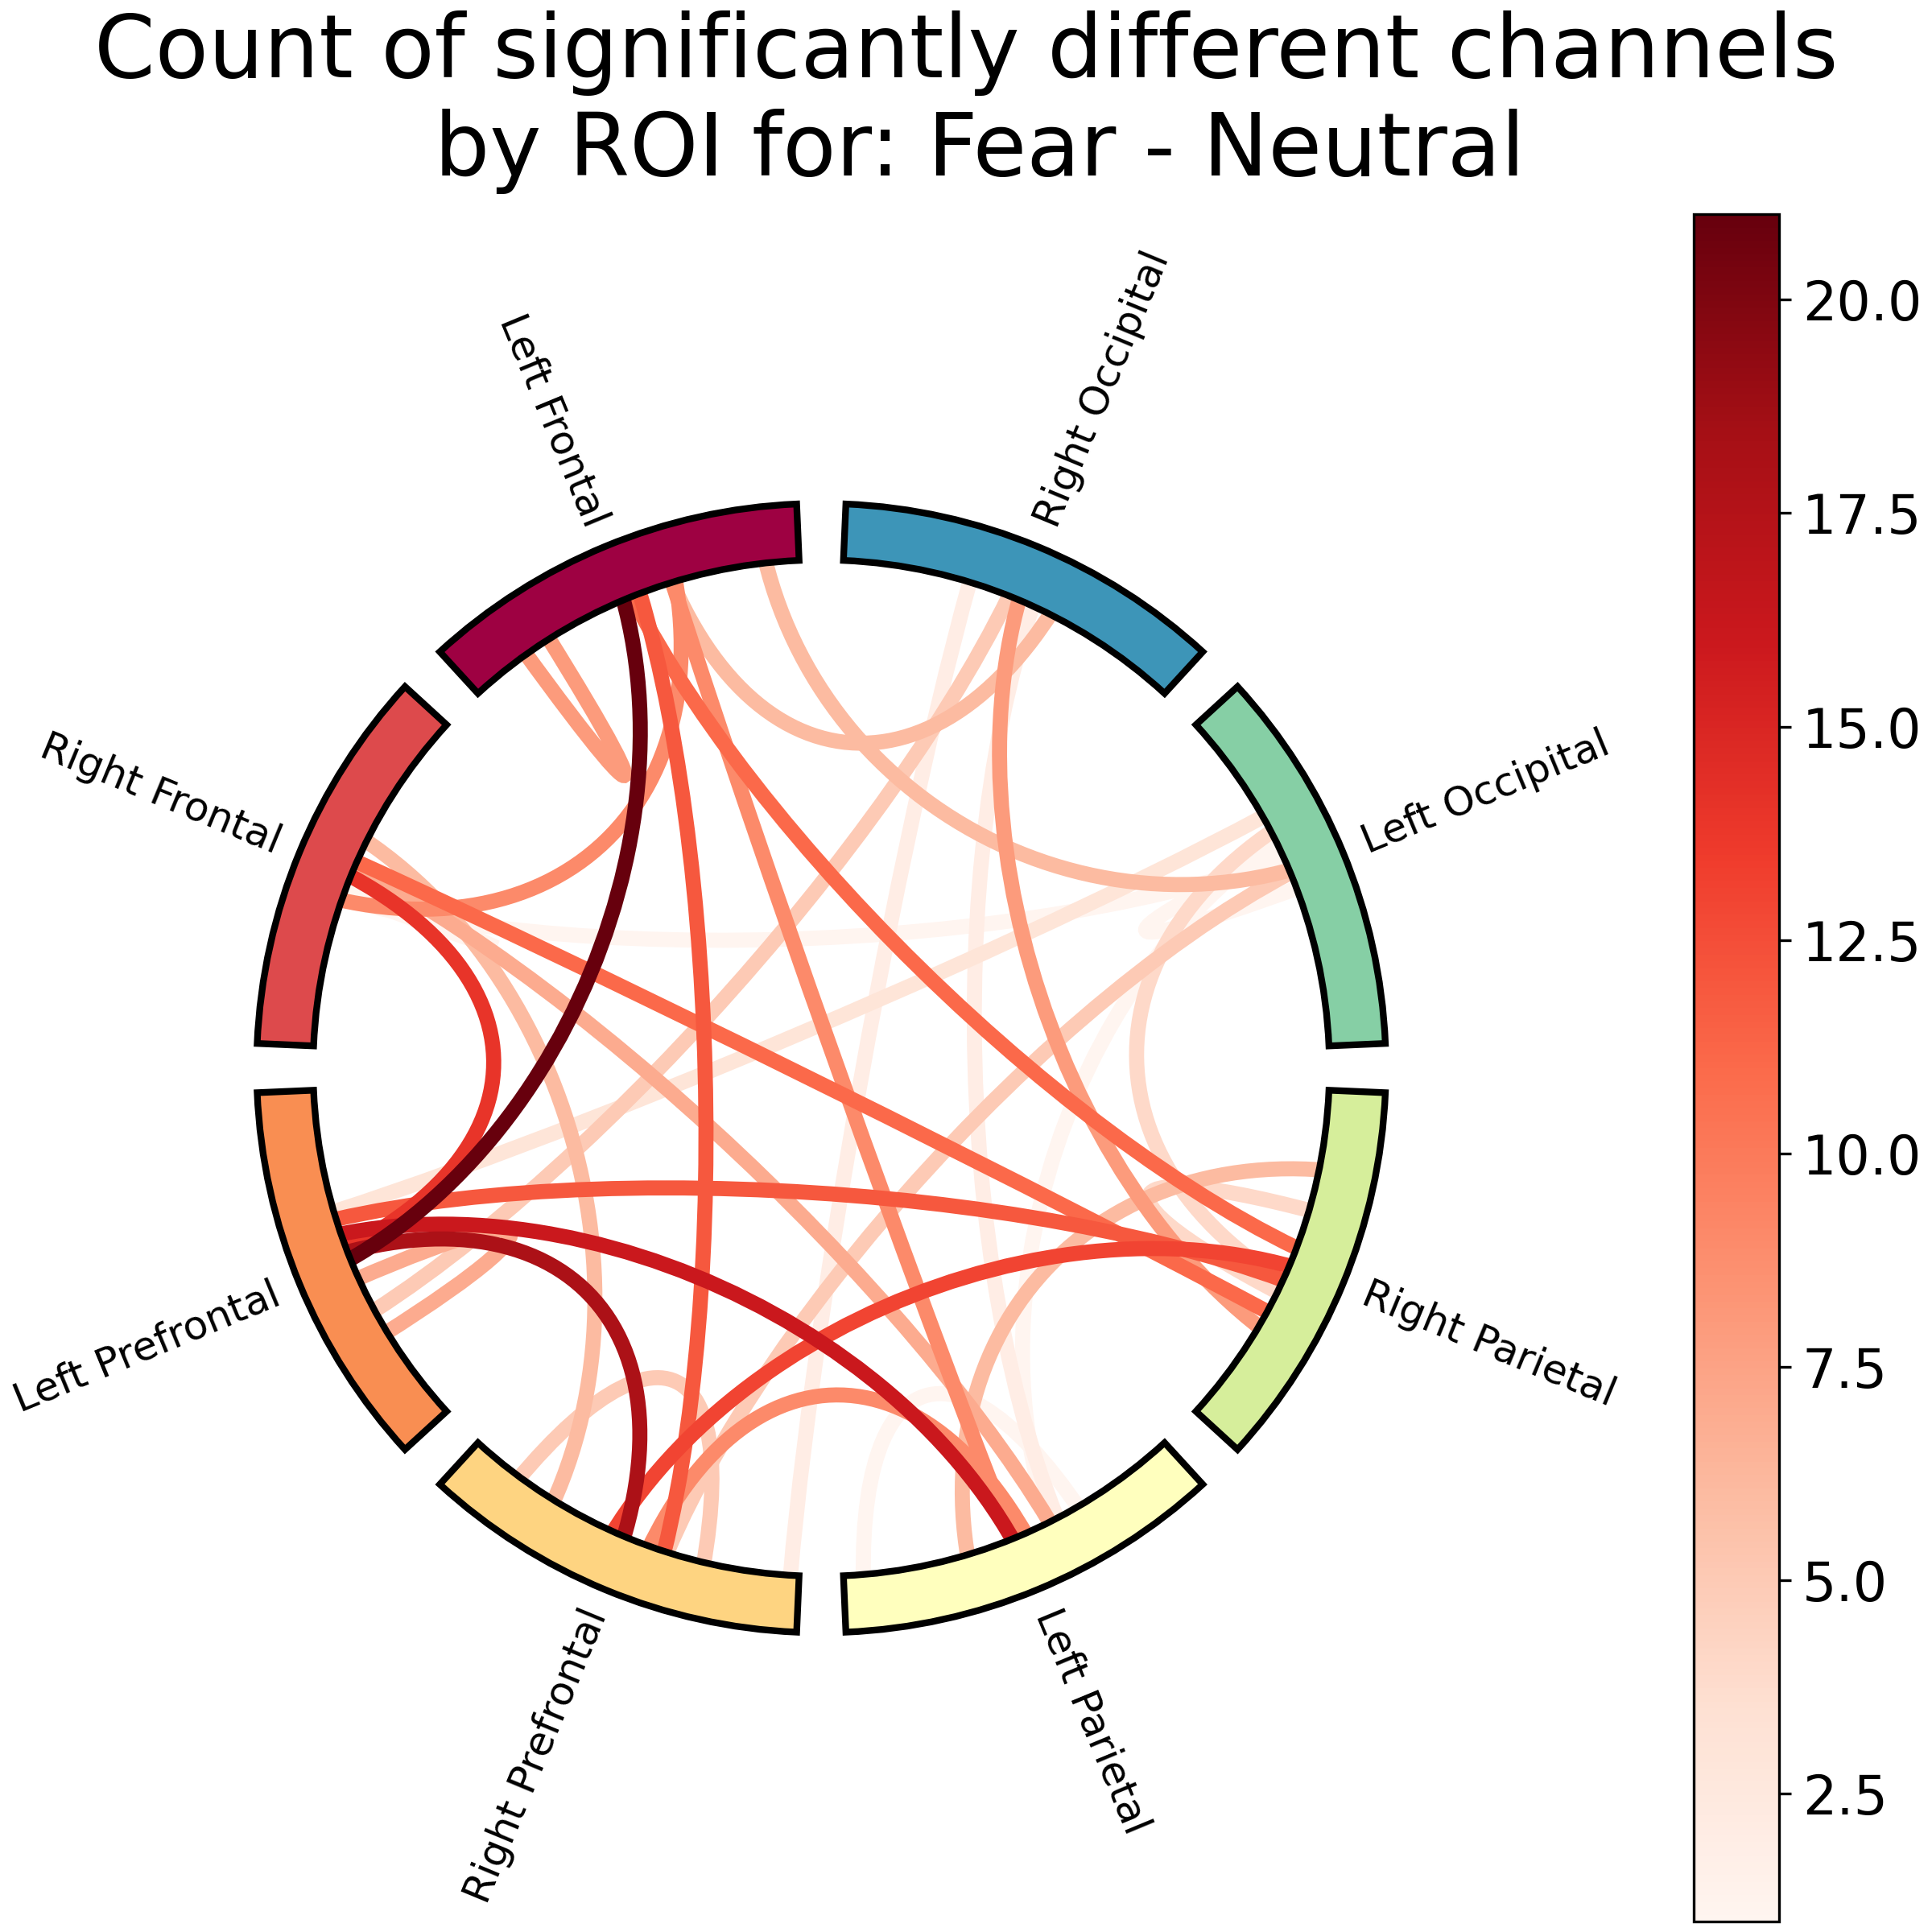 Count of significantly different channels
by ROI for: Fear - Neutral
Left Frontal
Right Occipital
Right Frontal
Left Occipital
Left Prefrontal
Right Parietal
Right Prefrontal
Left Parietal
20.0
17.5
15.0
12.5
10.0
7.5
5.0
2.5